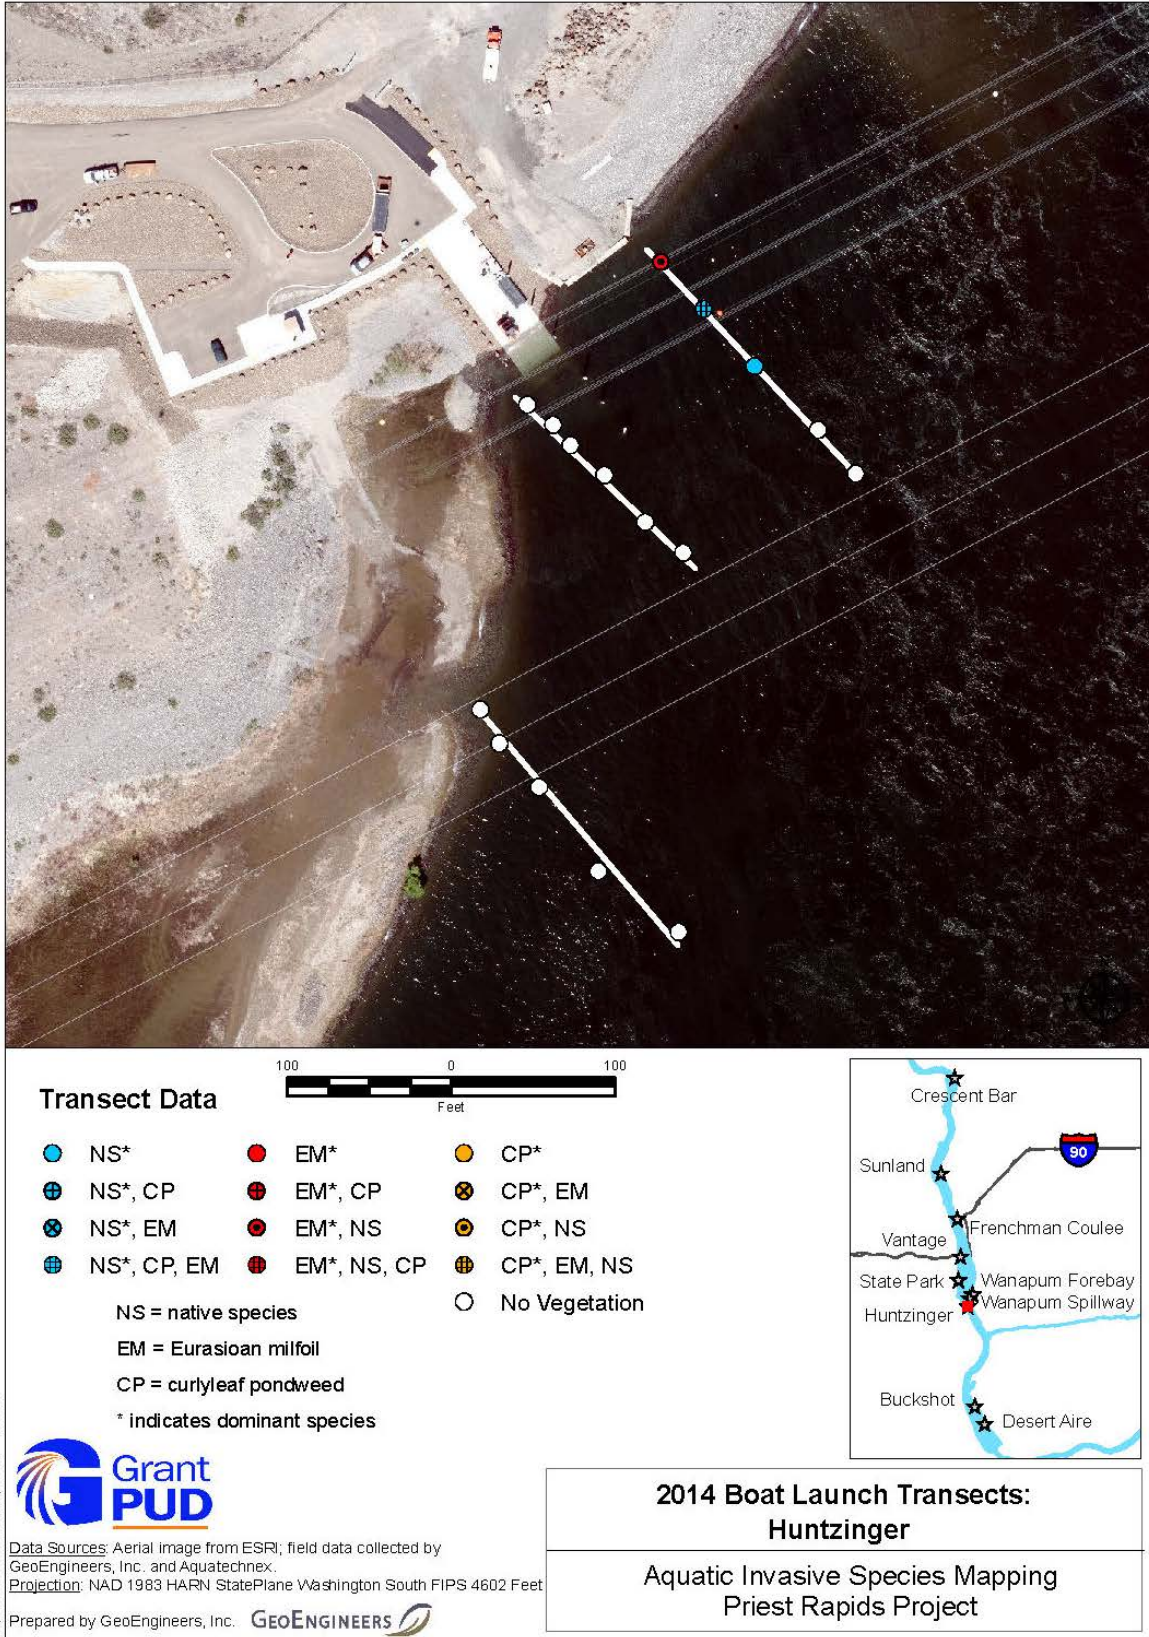 100 0 100
Feet
Transect Data
NS* EM* CP*
NS*, CP EM*, CP CP*, EM
NS*, EM EM*, NS CP*, NS
NS*, CP, EM EM*, NS, CP CP*, EM, NS
No Vegetation
NS = native species
EM = Eurasioan milfoil
CP = curlyleaf pondweed
* indicates dominant species
Crescent Bar
90
Sunland
Frenchman Coulee
Vantage
State Park Wanapum Forebay
Wanapum Spillway
Huntzinger
Buckshot
Desert Aire
Grant
PUD
Data Sources: Aerial image from ESRI; field data collected by
GeoEngineers, Inc. and Aquatechnex.
Projection: NAD 1983 HARN StatePlane Washington South FIPS 4602 Feet
Prepared by GeoEngineers, Inc. GEOENGINEERS
2014 Boat Launch Transects:
Huntzinger
Aquatic Invasive Species Mapping
Priest Rapids Project